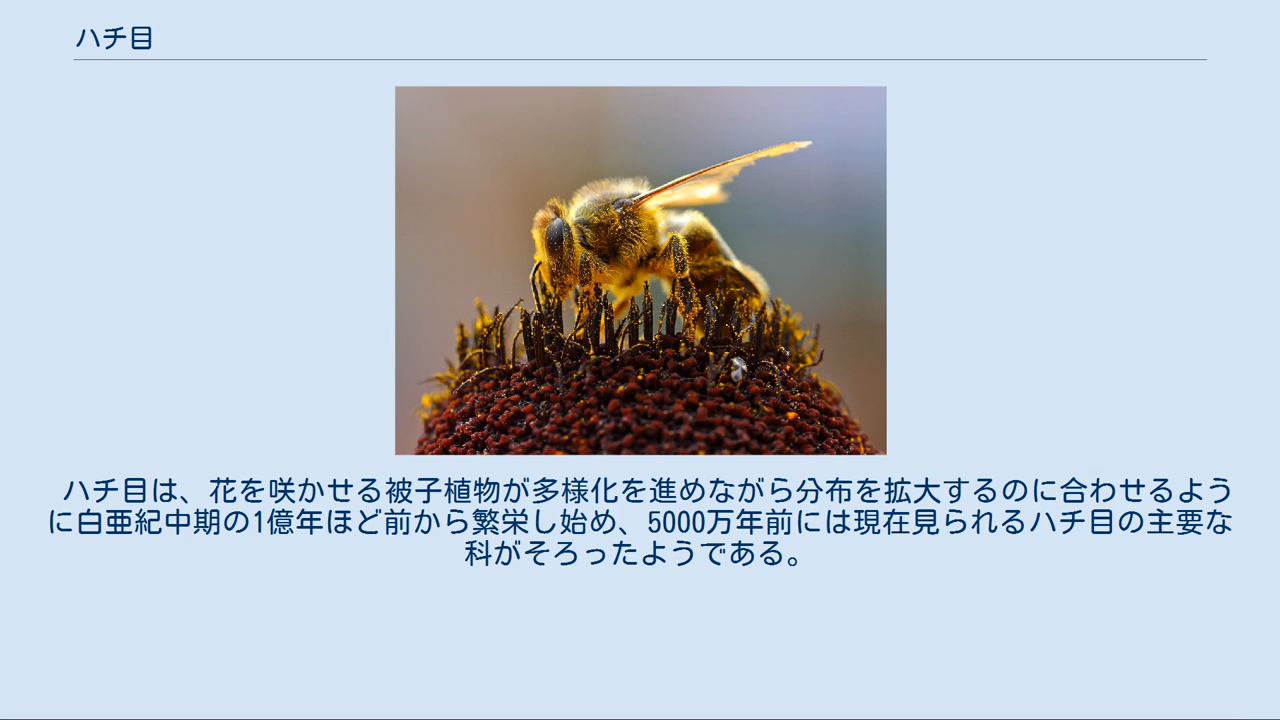 ハチ目
ハチ目は、花を咲かせる被子植物が多様化を進めながら分布を拡大するのに合わせるよう
に白亜紀中期の1億年ほど前から繁栄し始め、5000万年前には現在見られるハチ目の主要な
科がそろったようである。